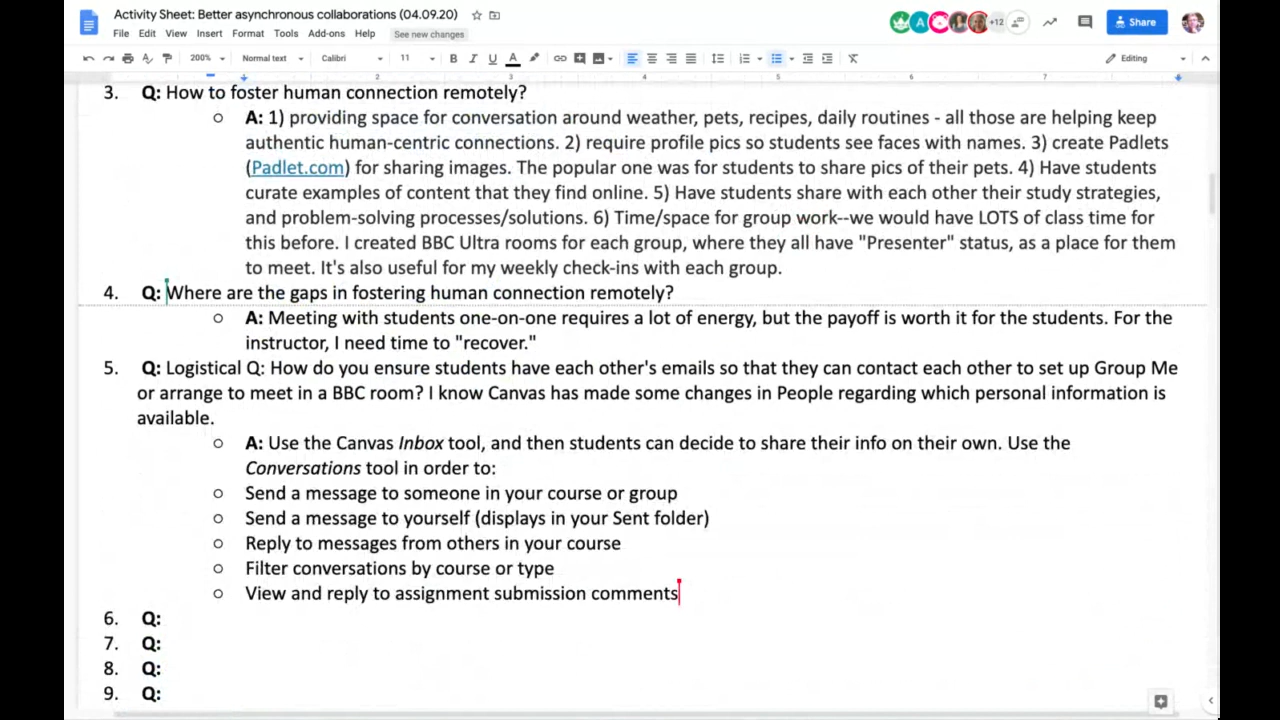 Activity Sheet: Better asynchronous collaborations (04.09.20)
File Edit View Insert Format Tools Add-ons Help See new changes
A +12 Share
200% Normal text Calibri 11 B I U A Editing
2 3 4 5 6 7
3. Q: How to foster human connection remotely?
A: 1) providing space for conversation around weather, pets, recipes, daily routines - all those are helping keep
authentic human-centric connections. 2) require profile pics so students see faces with names. 3) create Padlets
(Padlet.com) for sharing images. The popular one was for students to share pics of their pets. 4) Have students
curate examples of content that they find online. 5) Have students share with each other their study strategies,
and problem-solving processes/solutions. 6) Time/space for group work--we would have LOTS of class time for
this before. I created BBC Ultra rooms for each group, where they all have "Presenter" status, as a place for them
to meet. It's also useful for my weekly check-ins with each group.
4. Q: Where are the gaps in fostering human connection remotely?
A: Meeting with students one-on-one requires a lot of energy, but the payoff is worth it for the students. For the
instructor, I need time to "recover."
5. Q: Logistical Q: How do you ensure students have each other's emails so that they can contact each other to set up Group Me
or arrange to meet in a BBC room? I know Canvas has made some changes in People regarding which personal information is
available.
A: Use the Canvas Inbox tool, and then students can decide to share their info on their own. Use the
Conversations tool in order to:
Send a message to someone in your course or group
Send a message to yourself (displays in your Sent folder)
Reply to messages from others in your course
Filter conversations by course or type
View and reply to assignment submission comments
6. Q:
7. Q:
8. Q:
9. Q: